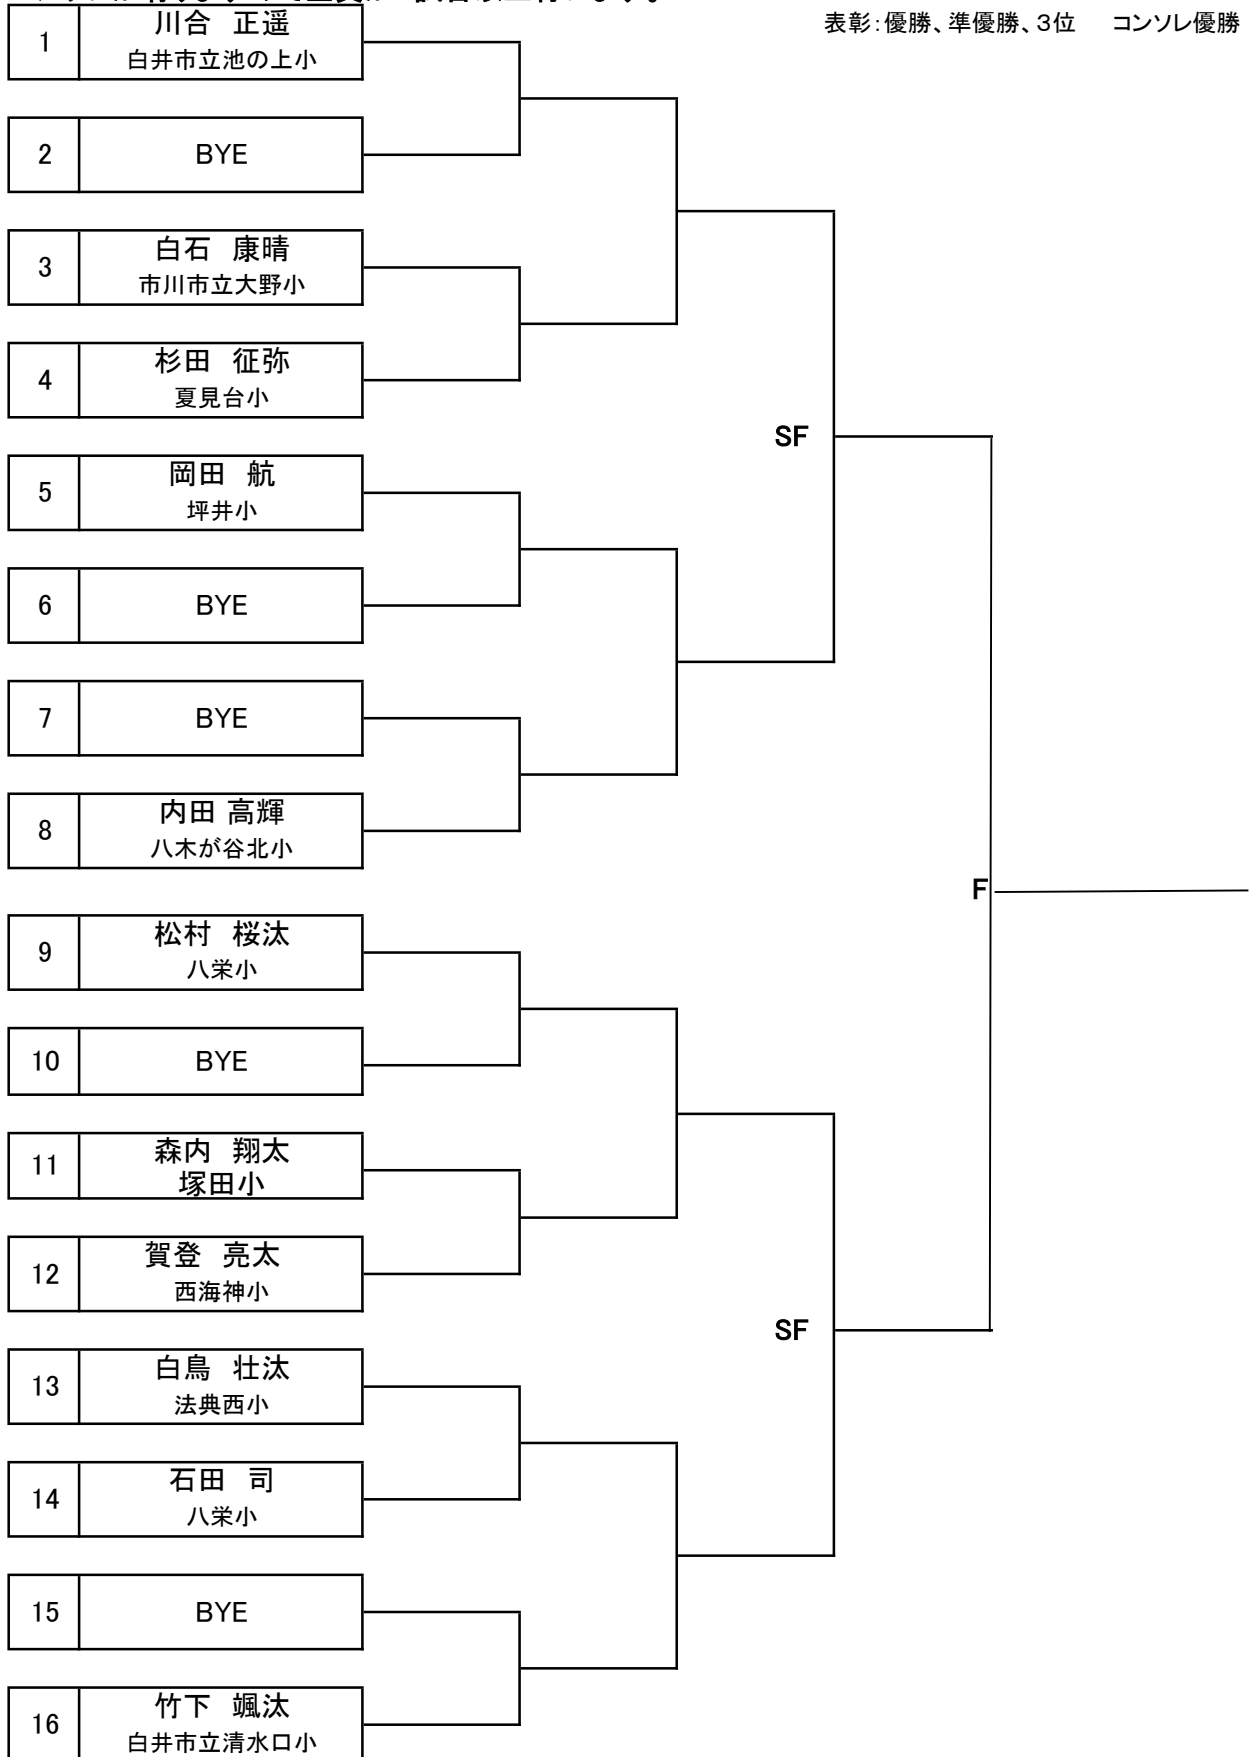 表彰：優勝、準優勝、3位　コンソレ優勝
1
川合　正遥
白井市立池の上小
2
BYE
3
白石　康晴
市川市立大野小
4
杉田　征弥
夏見台小
SF
5
岡田　航
坪井小
6
BYE
7
BYE
8
内田 高輝
八木が谷北小
F
9
松村　桜汰
八栄小
10
BYE
11
森内　翔太
塚田小
12
賀登　亮太
西海神小
SF
13
白鳥　壮汰
法典西小
14
石田　司
八栄小
15
BYE
16
竹下　颯汰
白井市立清水口小